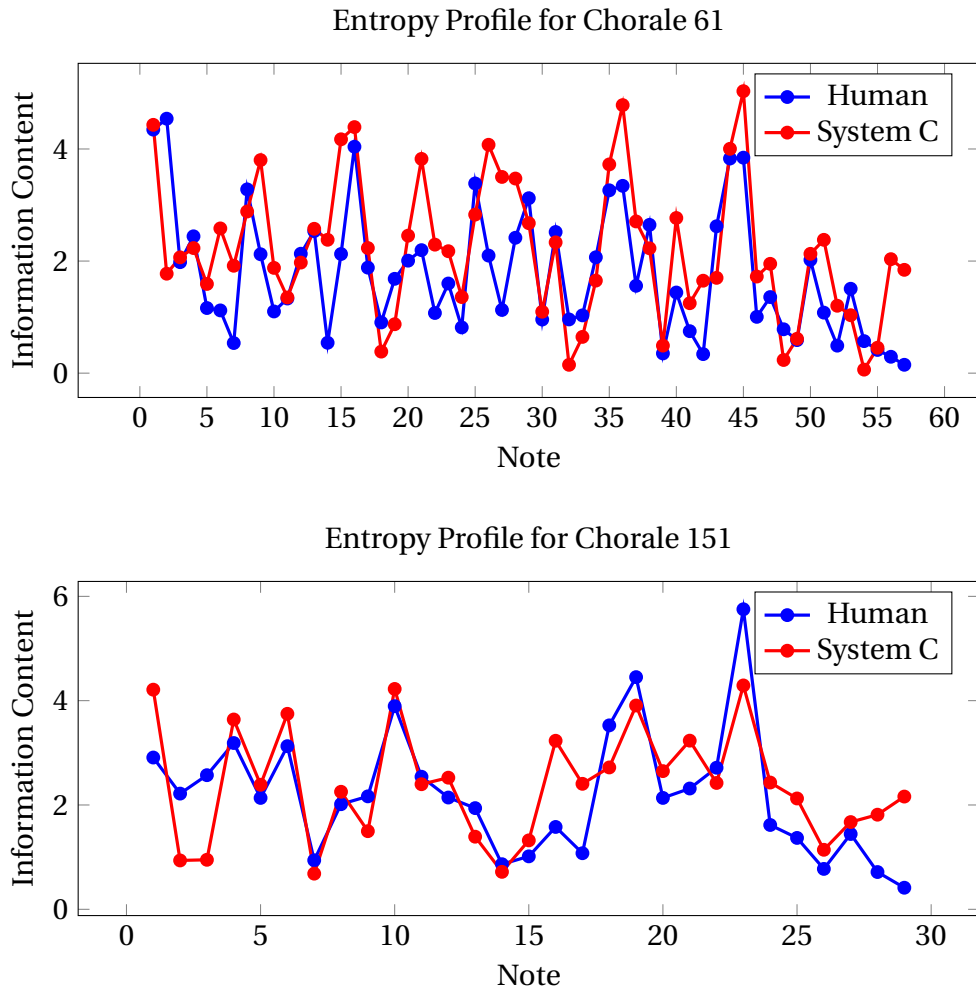 Entropy Profile for Chorale 61
Information Content
4
2
0
Human
System C
0 5 10 15 20 25 30 35 40 45 50 55 60
Note
Entropy Profile for Chorale 151
Information Content
6
4
2
0
Human
System C
0 5 10 15 20 25 30
Note